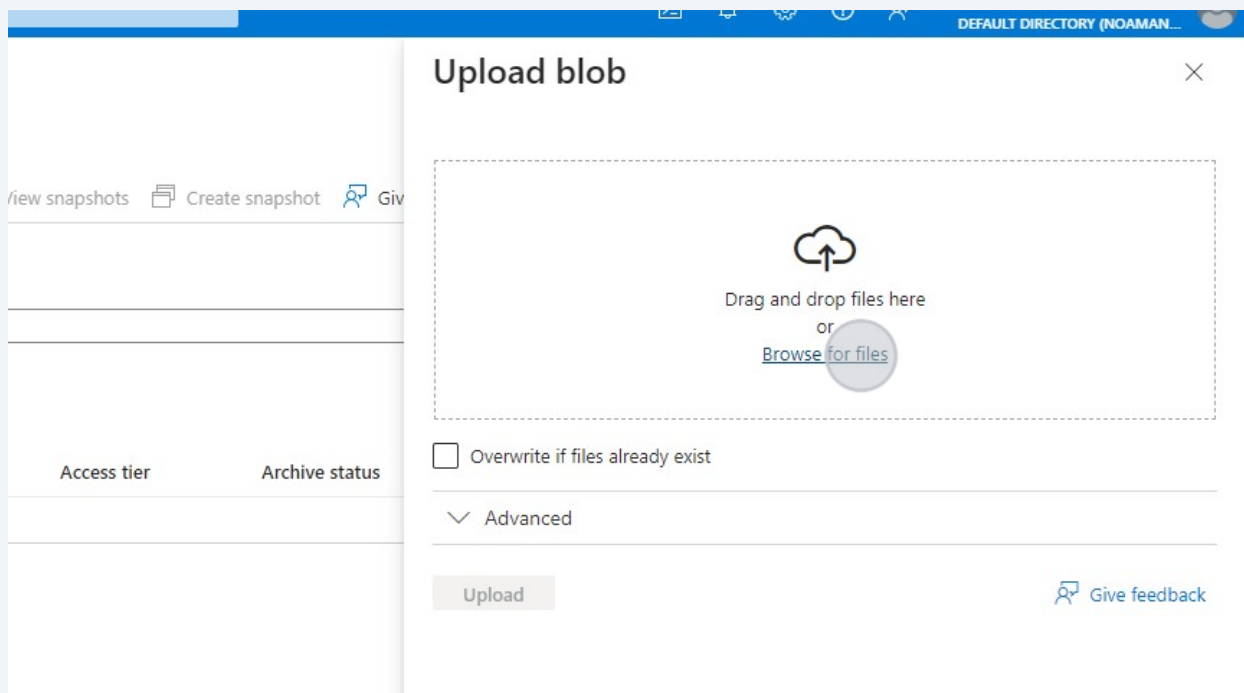 DEFAULT DIRECTORY (NOAMAN...
Upload blob
View snapshots Create snapshot Giv
Drag and drop files here
or
Browse for files
Overwrite if files already exist
Access tier Archive status
Advanced
Upload Give feedback